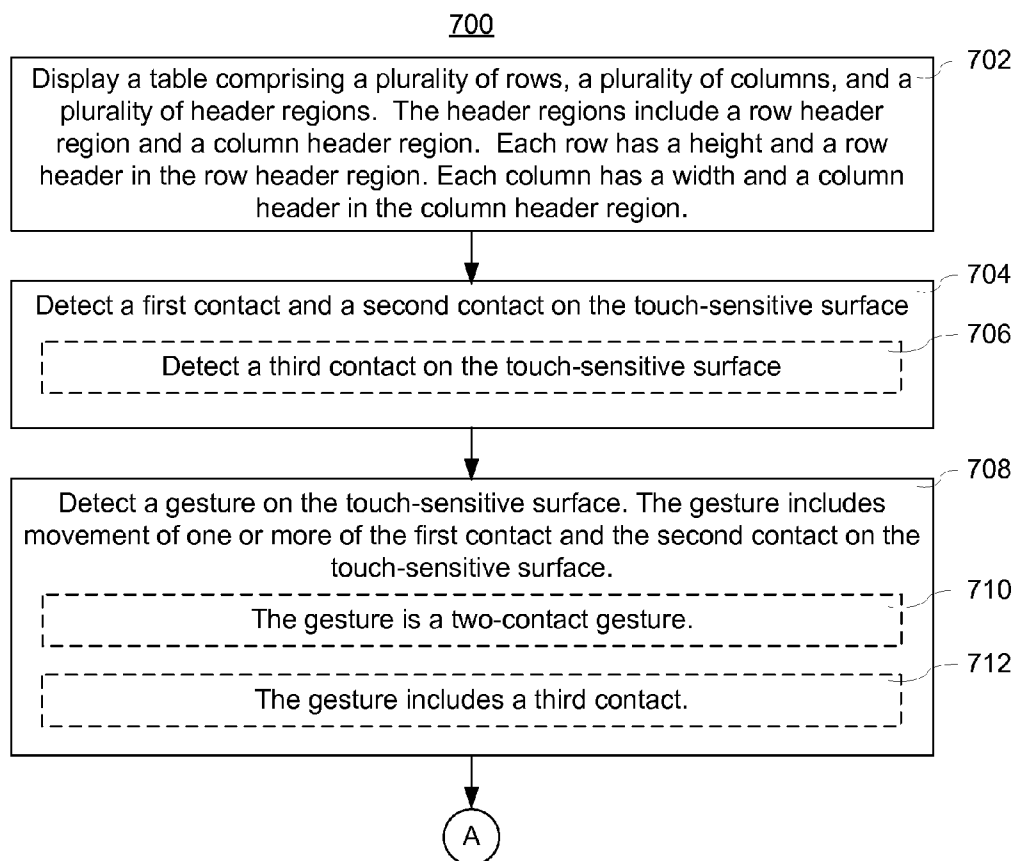 700
702
Display a table comprising a plurality of rows, a plurality of columns, and a
plurality of header regions. The header regions include a row header
region and a column header region. Each row has a height and a row
header in the row header region. Each column has a width and a column
header in the column header region.
704
Detect a first contact and a second contact on the touch-sensitive surface
706
Detect a third contact on the touch-sensitive surface
708
Detect a gesture on the touch-sensitive surface. The gesture includes
movement of one or more of the first contact and the second contact on the
touch-sensitive surface.
710
The gesture is a two-contact gesture.
712
The gesture includes a third contact.
A